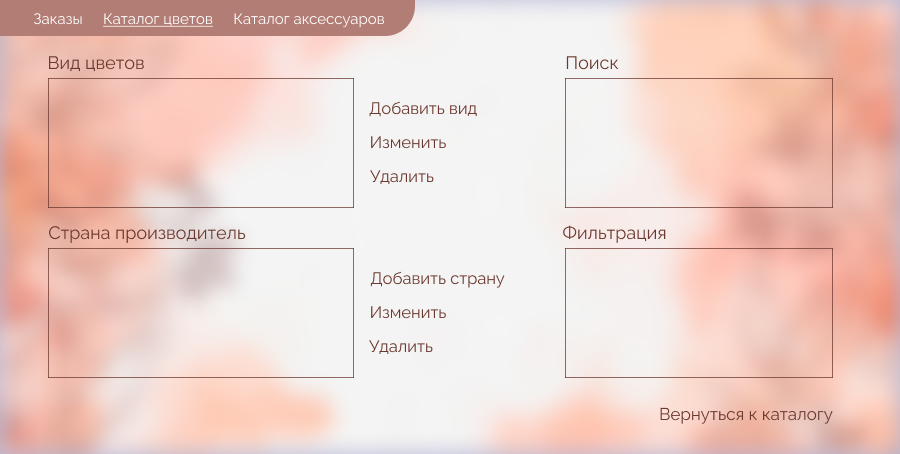 Заказы Каталог цветов Каталог аксессуаров
Вид цветов
Добавить вид
Изменить
Удалить
Поиск
Страна производитель
Добавить страну
Изменить
Удалить
Фильтрация
Вернуться к каталогу